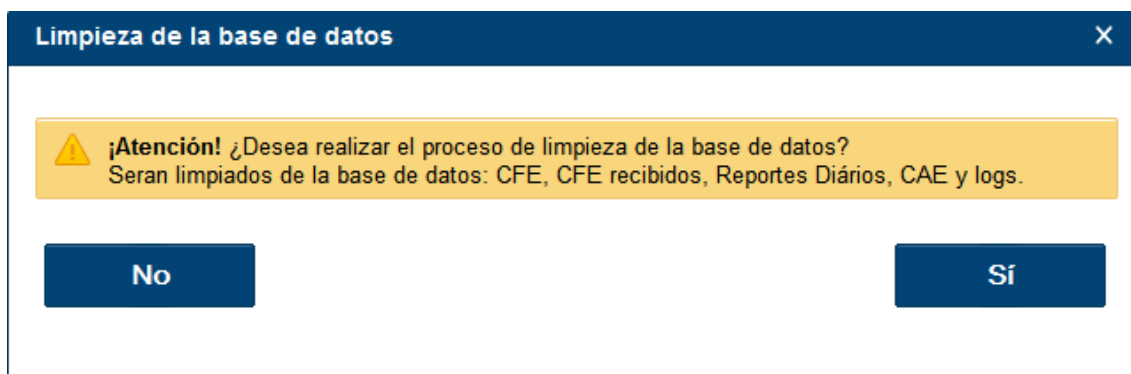 Limpieza de la base de datos
¡Atención! ¿Desea realizar el proceso de limpieza de la base de datos?
Seran limpiados de la base de datos: CFE, CFE recibidos, Reportes Diários, CAE y logs.
No
Sí